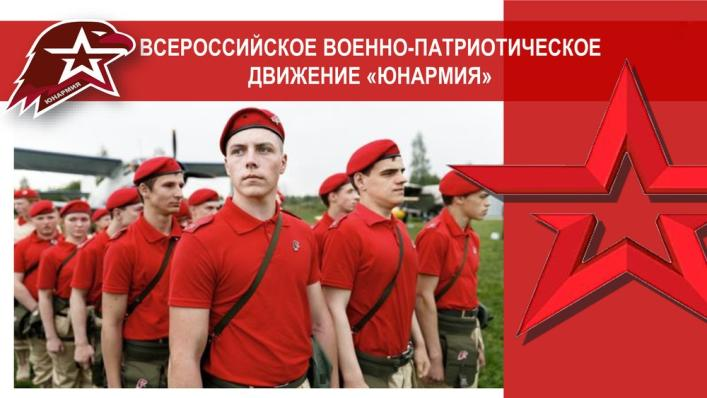 ВСЕРОССИЙСКОЕ ВОЕННО-ПАТРИОТИЧЕСКОЕ
ДВИЖЕНИЕ «ЮНАРМИЯ»
ЮНАРМИЯ